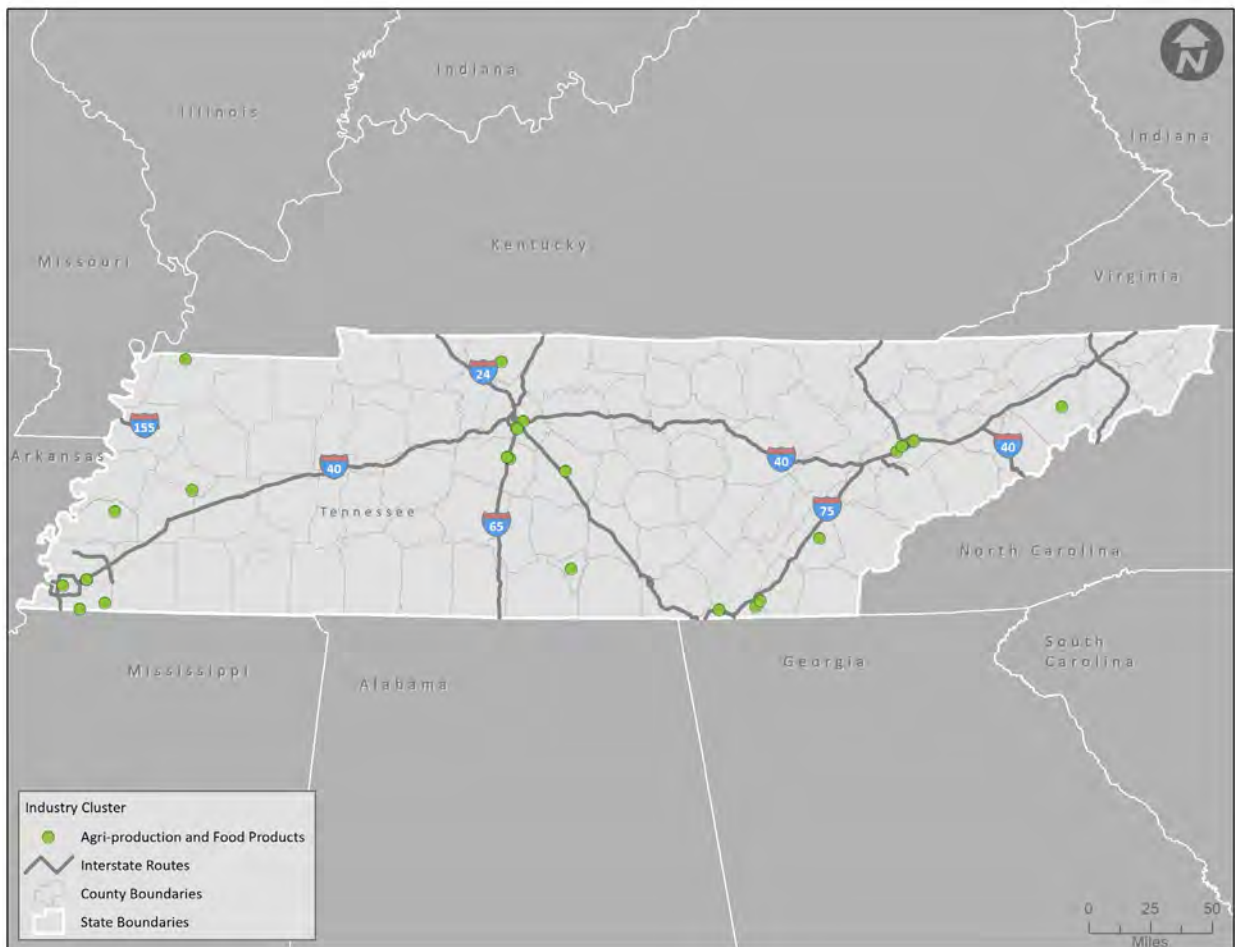 N
Indiana
Illinois
Indiana
Kentucky
Missouri
Virginia
24
155
Arkansas
40
40
40
Tennessee
65
75
North Carolina
Mississippi
Alabama
Georgia
South
Carolina
Industry Cluster
Agri-production and Food Products
Interstate Routes
County Boundaries
State Boundaries
0 25 50
Miles